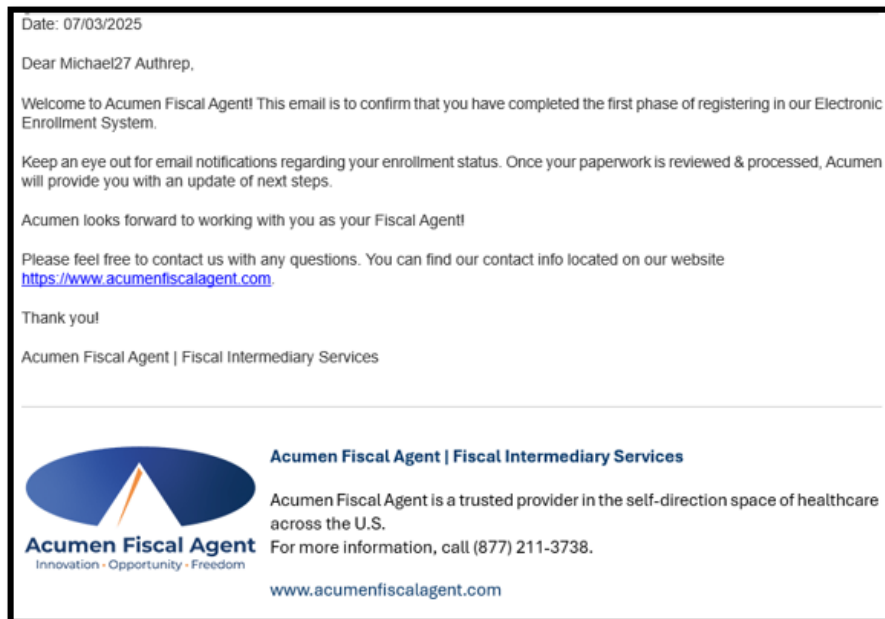 Date: 07/03/2025
Dear Michael27 Authrep,
Welcome to Acumen Fiscal Agent! This email is to confirm that you have completed the first phase of registering in our Electronic
Enrollment System.
Keep an eye out for email notifications regarding your enrollment status. Once your paperwork is reviewed & processed, Acumen
will provide you with an update of next steps.
Acumen looks forward to working with you as your Fiscal Agent!
Please feel free to contact us with any questions. You can find our contact info located on our website
https://www.acumenfiscalagent.com.
Thank you!
Acumen Fiscal Agent | Fiscal Intermediary Services
Acumen Fiscal Agent
Innovation - Opportunity - Freedom
Acumen Fiscal Agent | Fiscal Intermediary Services
Acumen Fiscal Agent is a trusted provider in the self-direction space of healthcare
across the U.S.
For more information, call (877) 211-3738.
www.acumenfiscalagent.com